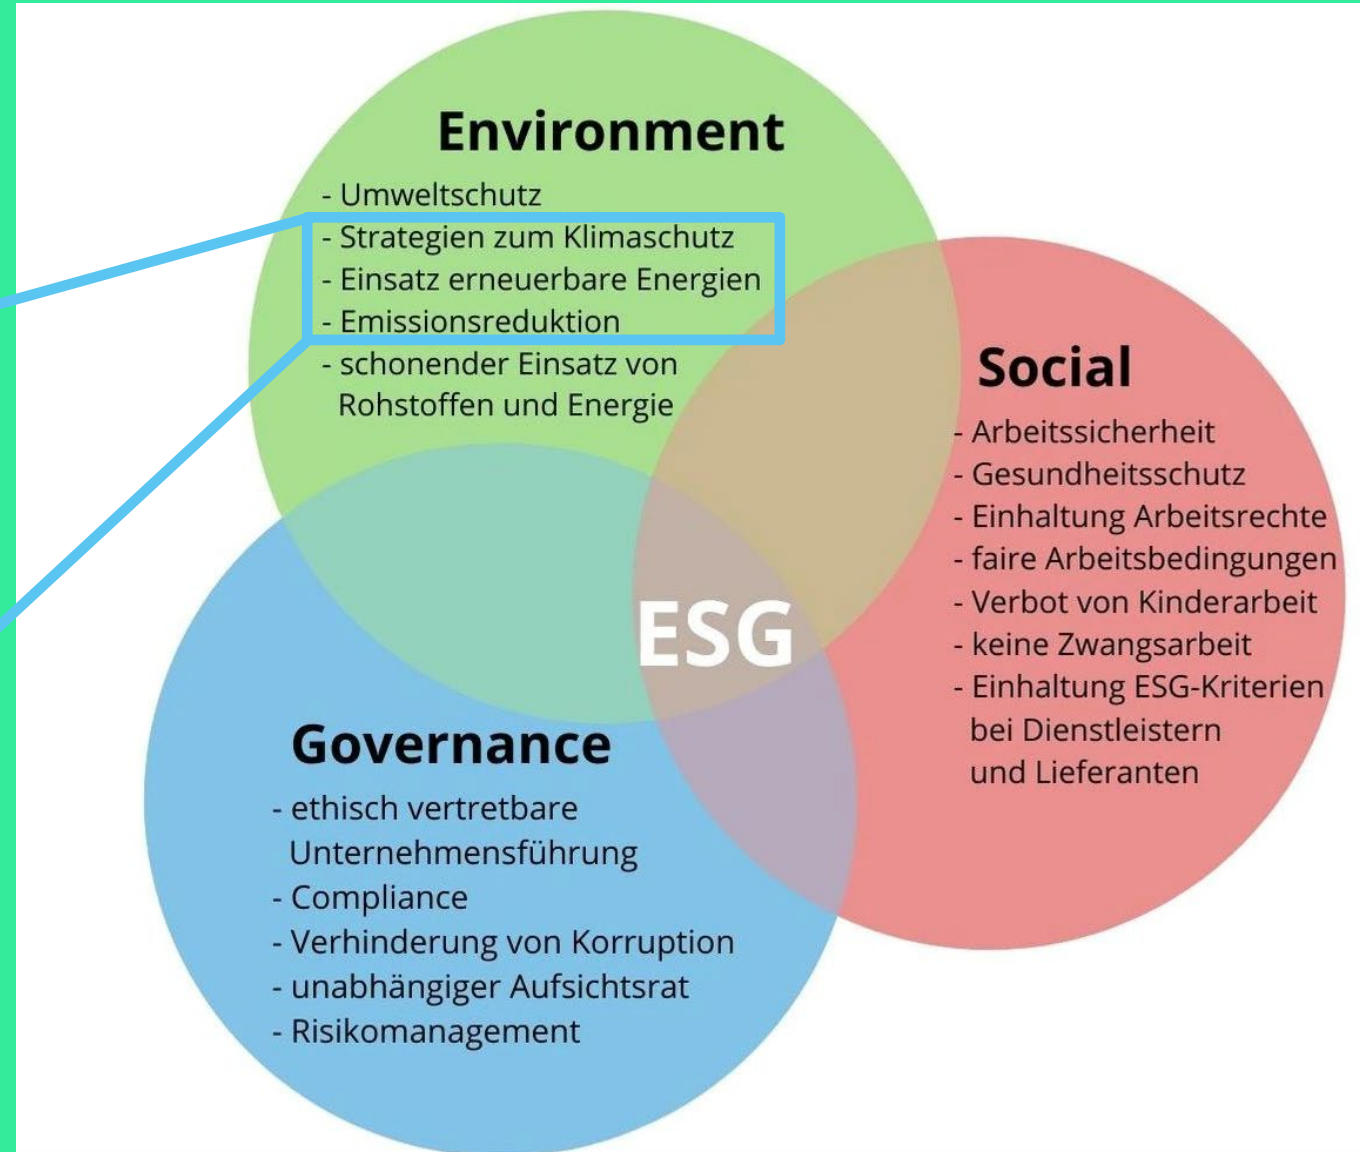 Environment
- Umweltschutz
- Strategien zum Klimaschutz
- Einsatz erneuerbare Energien
- Emissionsreduktion
- schonender Einsatz von
Rohstoffen und Energie
Social
- Arbeitssicherheit
- Gesundheitsschutz
- Einhaltung Arbeitsrechte
- faire Arbeitsbedingungen
- Verbot von Kinderarbeit
- keine Zwangsarbeit
- Einhaltung ESG-Kriterien
bei Dienstleistern
und Lieferanten
ESG
Governance
- ethisch vertretbare
Unternehmensführung
- Compliance
- Verhinderung von Korruption
- unabhängiger Aufsichtsrat
- Risikomanagement